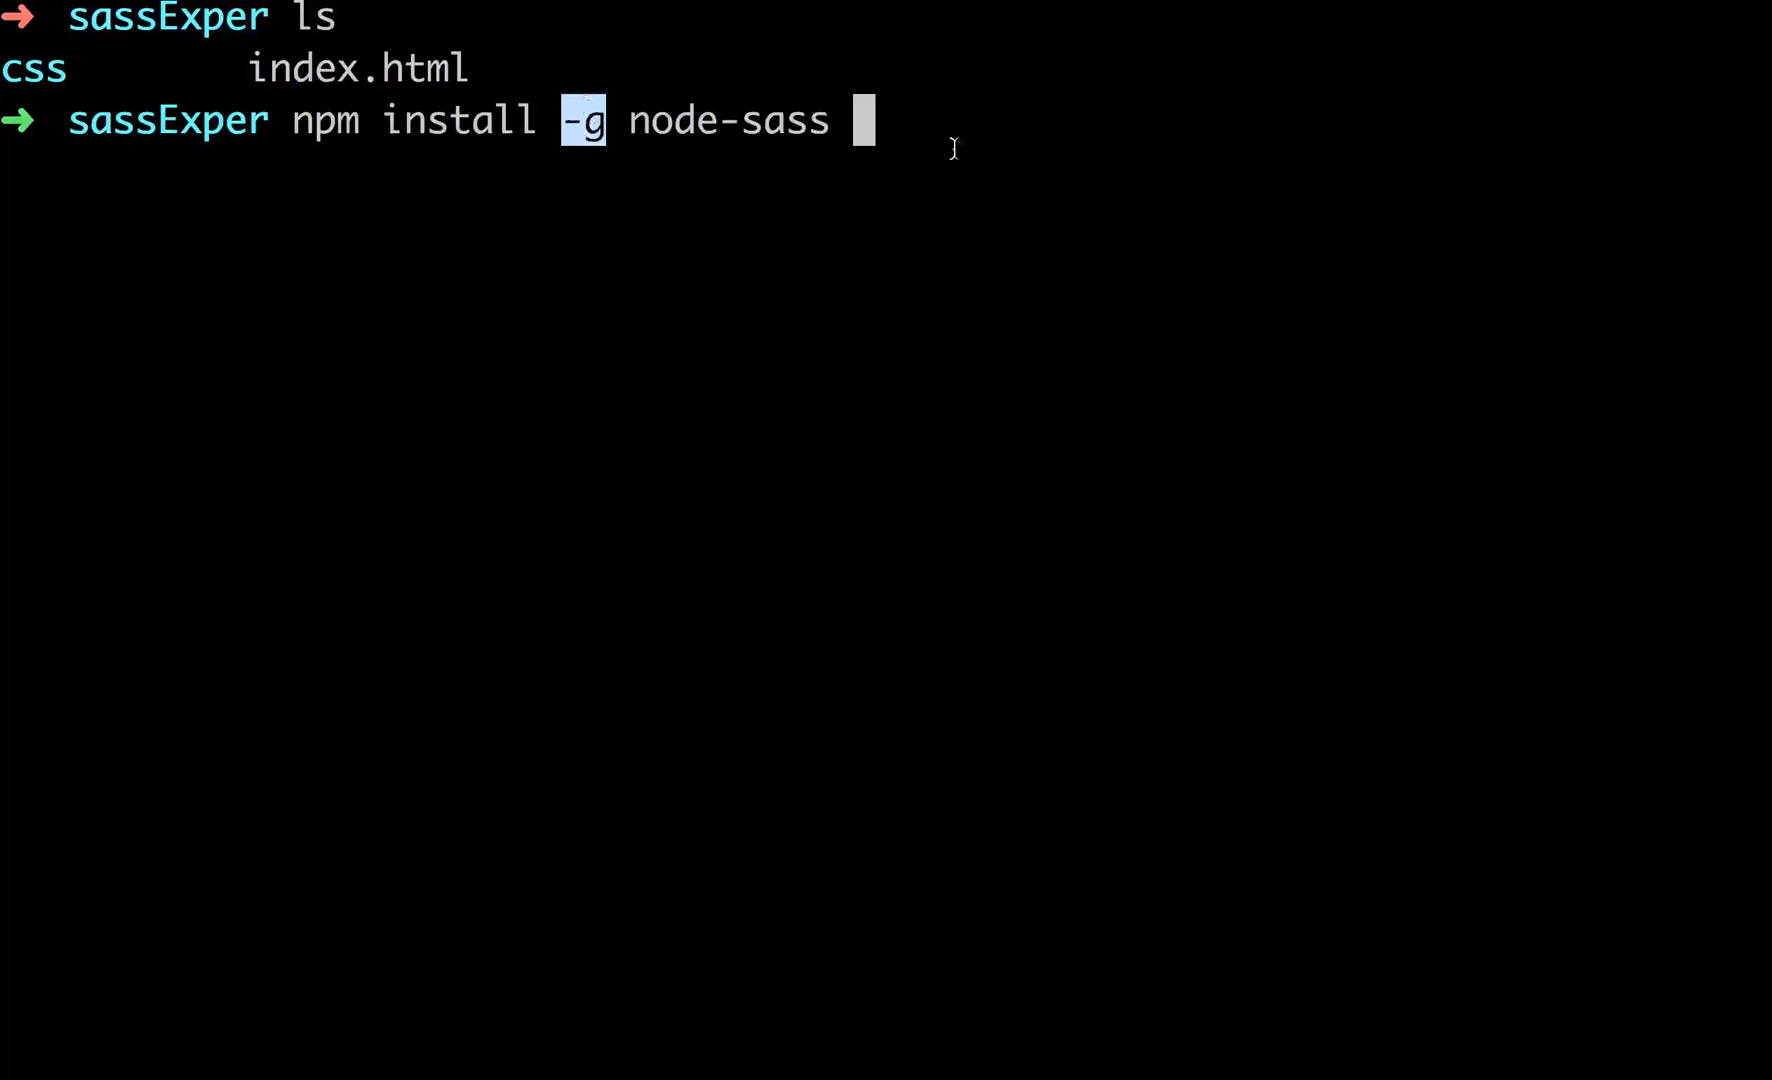 ➜ sassExper ls
css index.html
➜ sassExper npm install -g node-sass